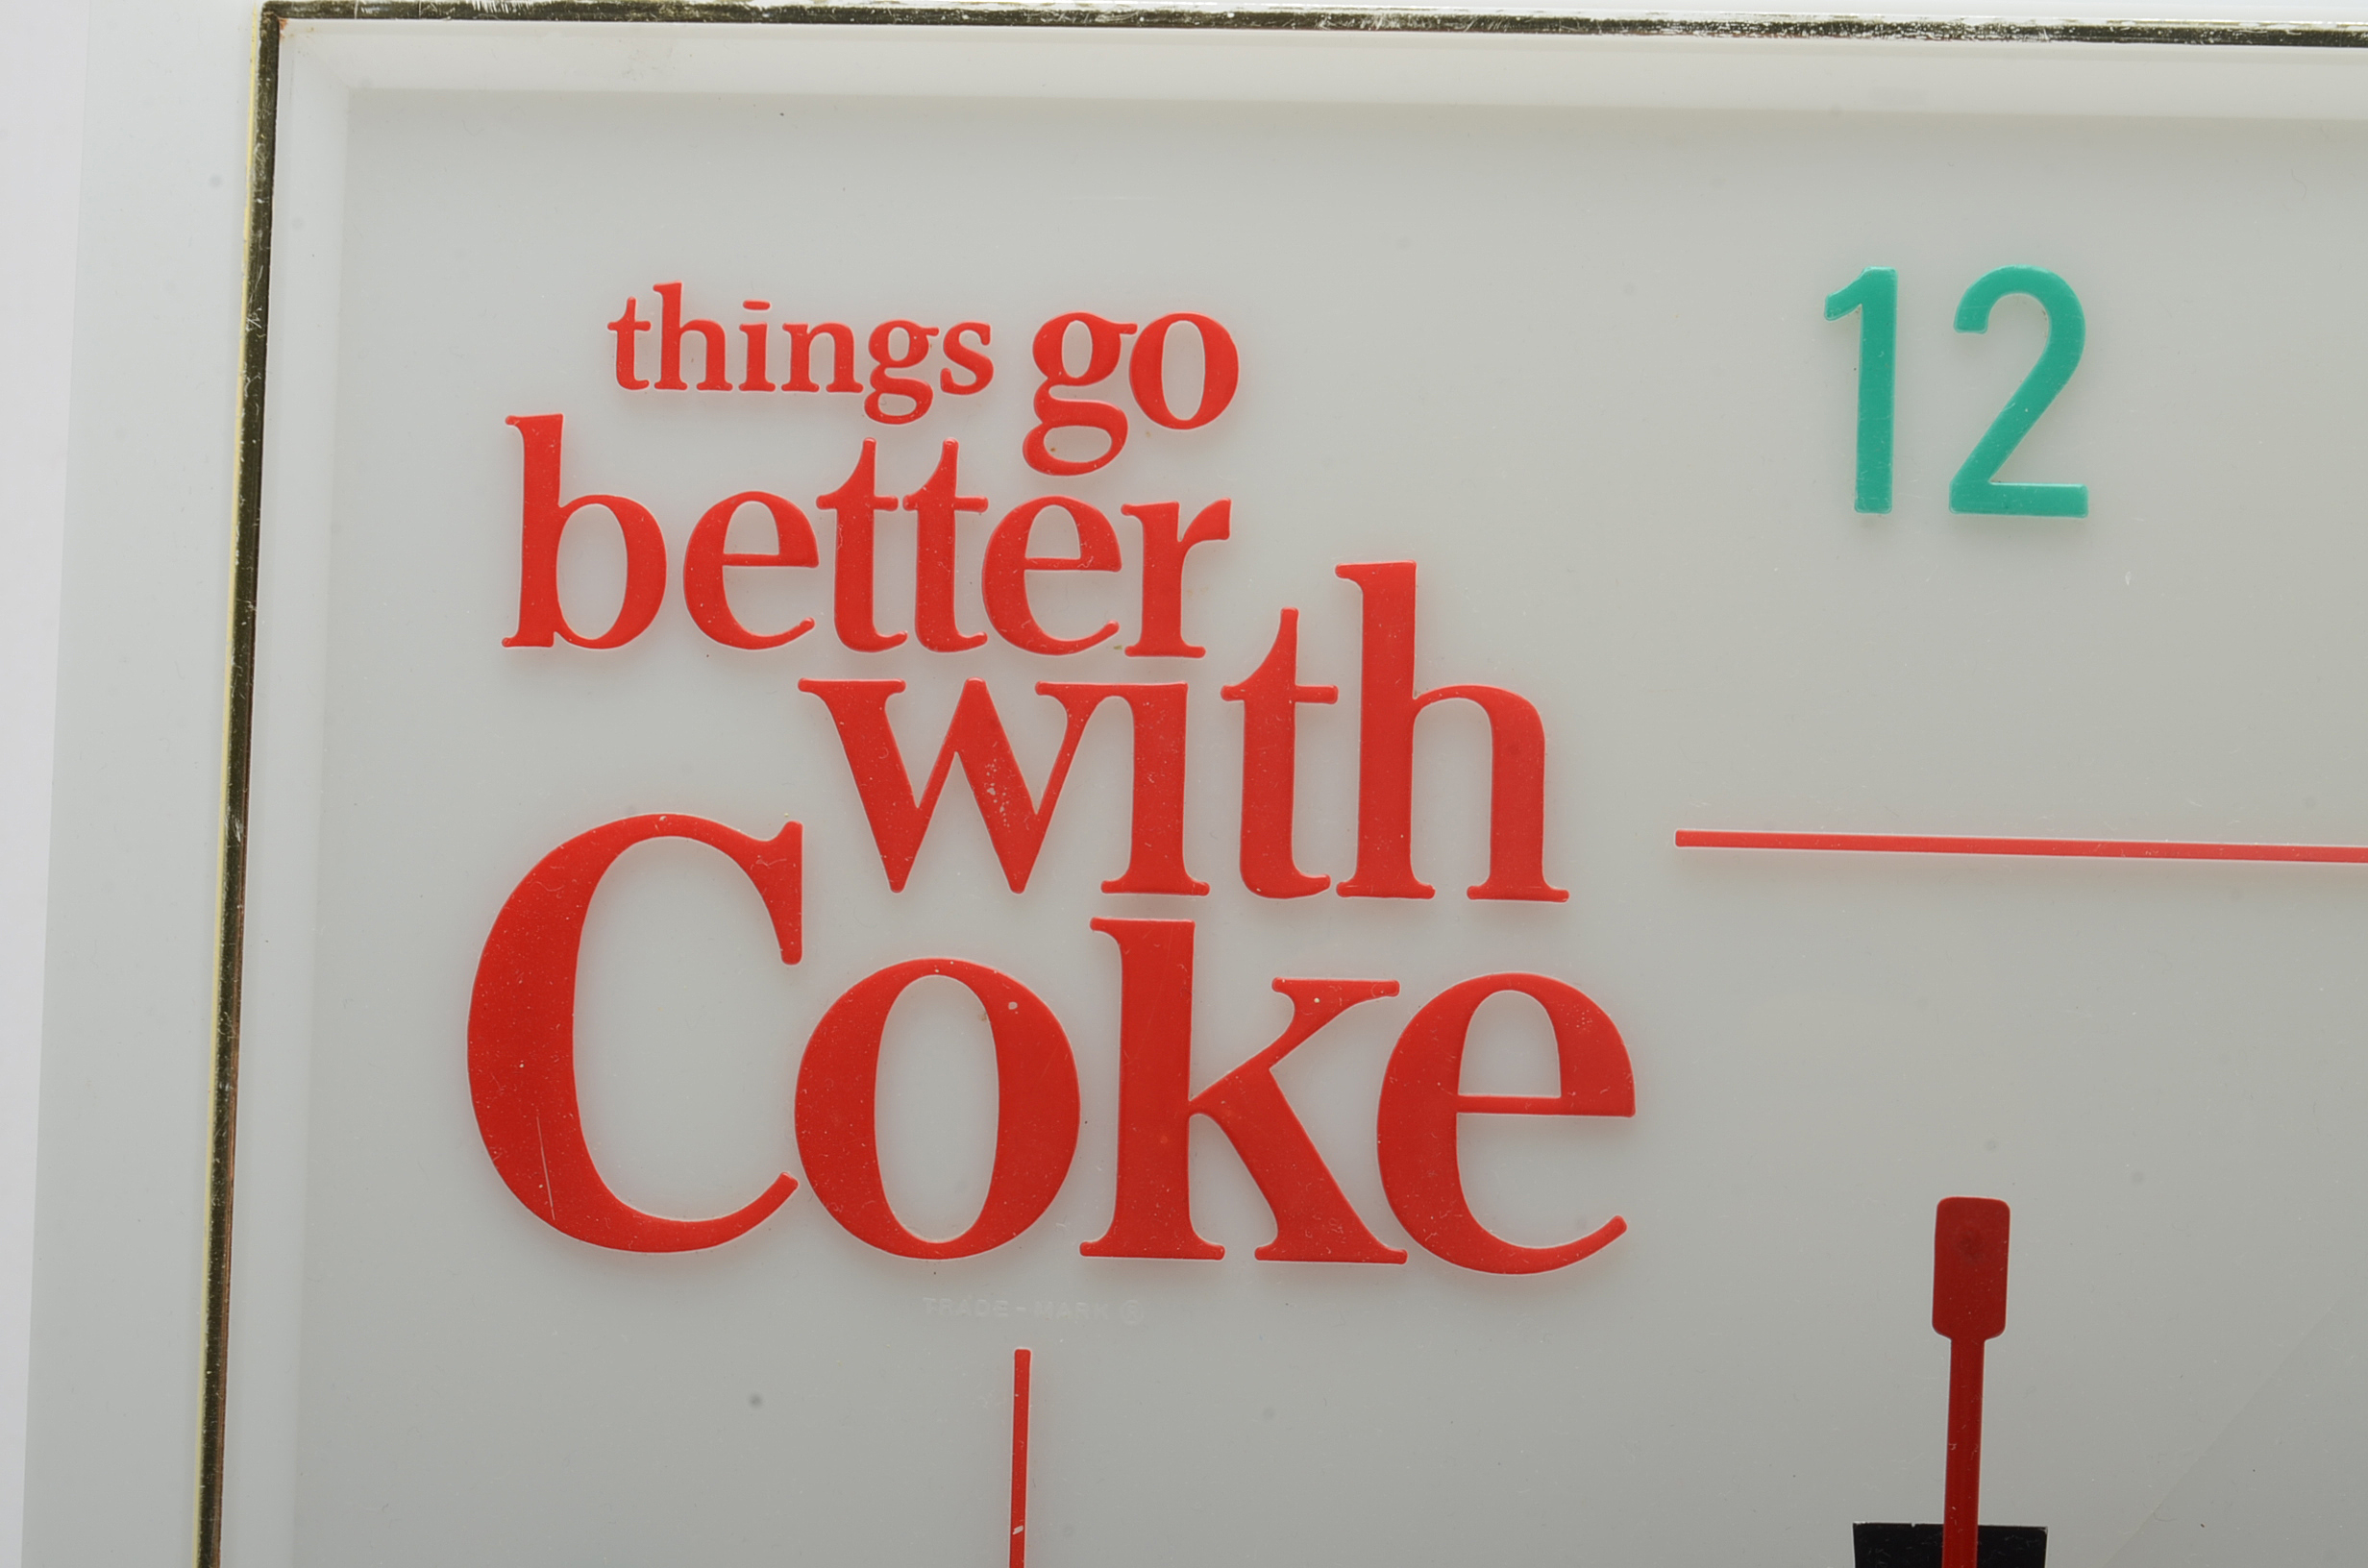 things go
better
with
Coke
TRADE-MARK ®
12